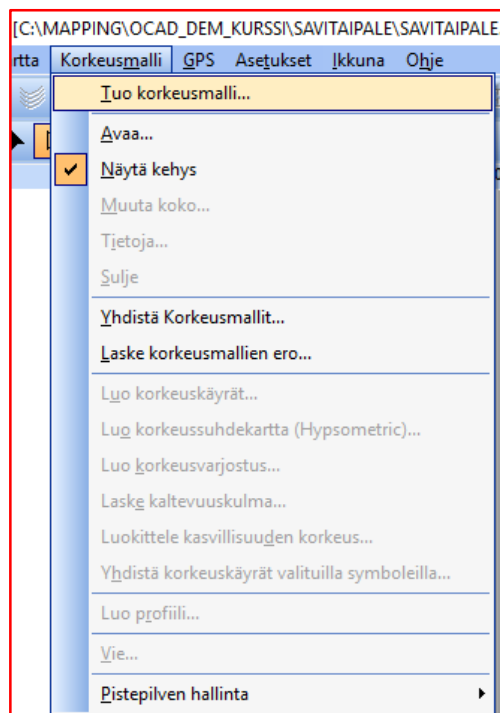 [C:\MAPPING\OCAD_DEM_KURSSI\SAVITAIPALE\SAVITAIPALE
rtta Korkeusmalli GPS Asetukset Ikkuna Ohje
Tuo korkeusmalli...
Avaa...
Näytä kehys
Muuta koko...
Tietoja...
Sulje
Yhdistä Korkeusmallit...
Laske korkeusmallien ero...
Luo korkeuskäyrät...
Luo korkeussuhdekartta (Hypsometric)...
Luo korkeusvarjostus...
Laske kaltevuuskulma...
Luokittele kasvillisuuden korkeus...
Yhdistä korkeuskäyrät valituilla symboleilla...
Luo profiili...
Vie...
Pistepilven hallinta